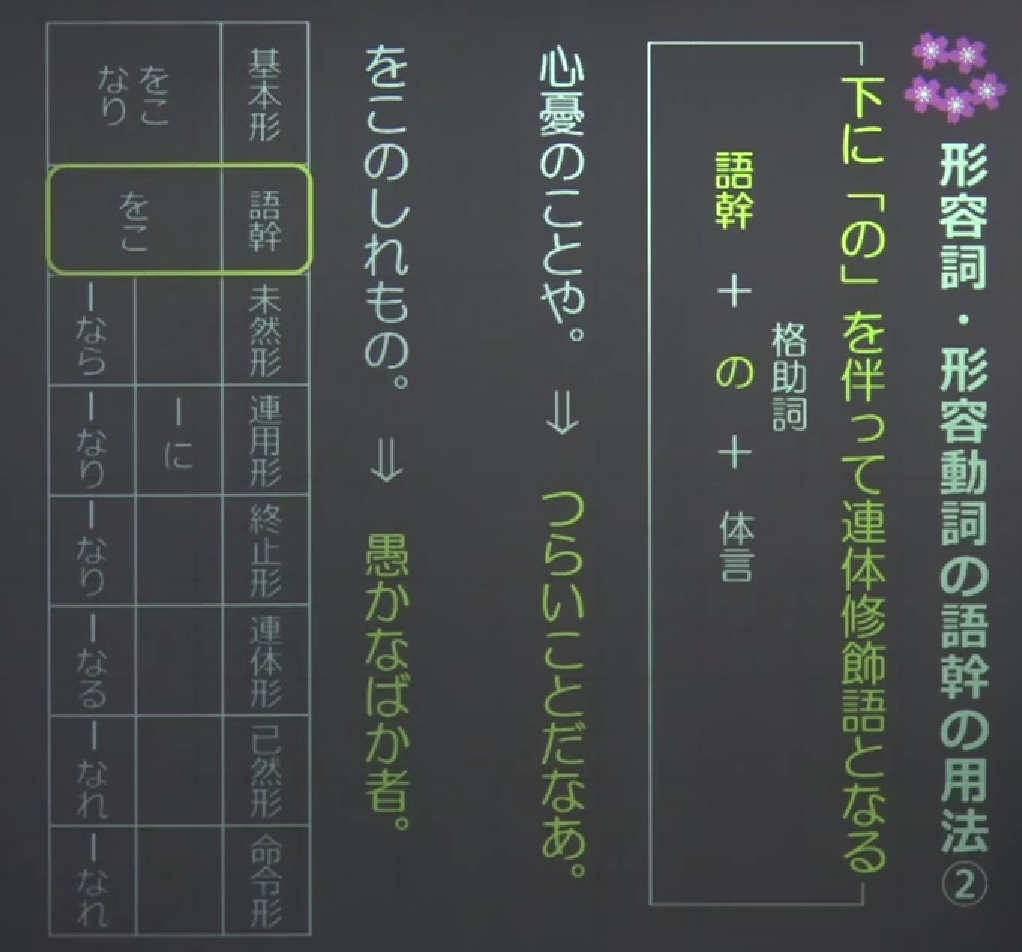 形容詞・形容動詞の語幹の用法②
下に「の」を伴って連体修飾語となる
格助詞
語幹 ＋ の ＋ 体言
心憂のことや。 ⇓ つらいことだなあ。
をこのしれもの。 ⇓ 愚かなばか者。
基本形 語幹 未然形 連用形 終止形 連体形 已然形 命令形
をこ
なり
をこ
ーに
ーなら ーなり ーなり ーなる ーなれ ーなれ